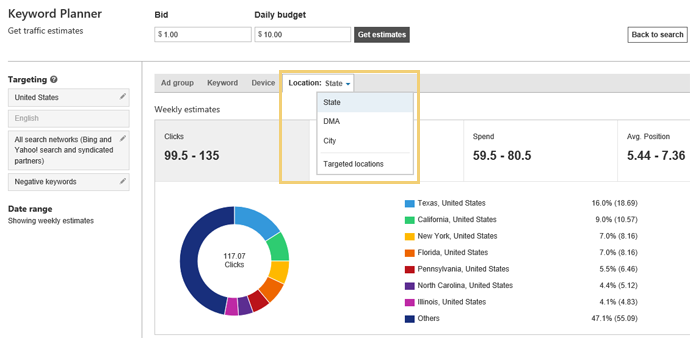 Keyword Planner
Get traffic estimates
Bid
Daily budget
$ 1.00
$ 10.00
Get estimates
Back to search
Targeting
United States
English
All search networks (Bing and
Yahoo! search and syndicated
partners)
Negative keywords
Date range
Showing weekly estimates
Ad group
Keyword
Device
Location: State
State
DMA
City
Targeted locations
Weekly estimates
Clicks
99.5 - 135
Spend
59.5 - 80.5
Avg. Position
5.44 - 7.36
117.07
Clicks
Texas, United States 16.0% (18.69)
California, United States 9.0% (10.57)
New York, United States 7.0% (8.16)
Florida, United States 7.0% (8.16)
Pennsylvania, United States 5.5% (6.46)
North Carolina, United States 4.4% (5.12)
Illinois, United States 4.1% (4.83)
Others 47.1% (55.09)